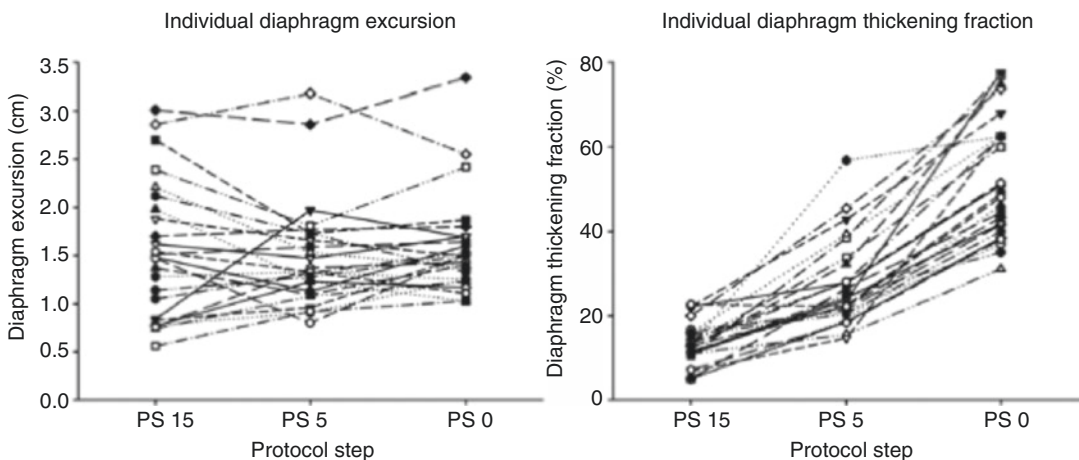 Individual diaphragm excursion
Diaphragm excursion (cm)
3.5
3.0
2.5
2.0
1.5
1.0
0.5
0.0
PS 15 PS 5 PS 0
Protocol step
Individual diaphragm thickening fraction
Diaphragm thickening fraction (%)
80
60
40
20
0
PS 15 PS 5 PS 0
Protocol step